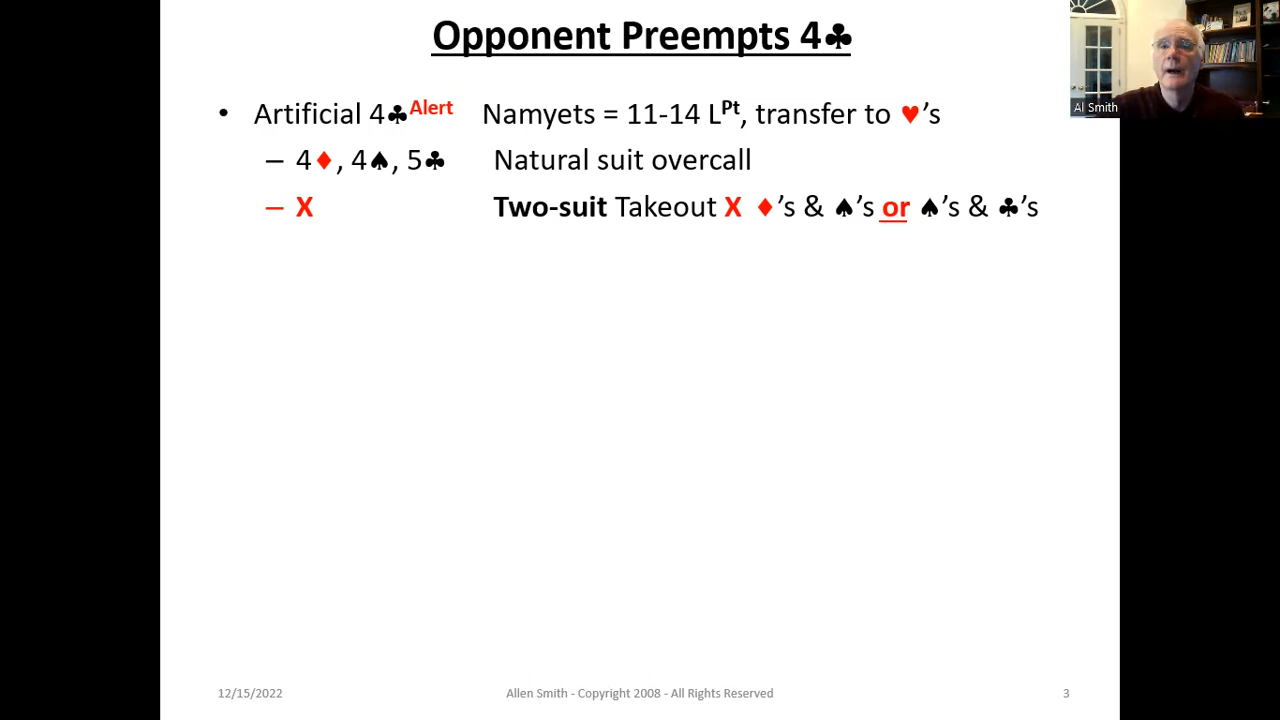 Opponent Preempts 4♣
Al Smith
• Artificial 4♣Alert Namyets = 11-14 LPt, transfer to ♥’s
– 4♦, 4♠, 5♣ Natural suit overcall
– X Two-suit Takeout X ♦’s & ♠’s or ♠’s & ♣’s
12/15/2022 Allen Smith - Copyright 2008 - All Rights Reserved 3